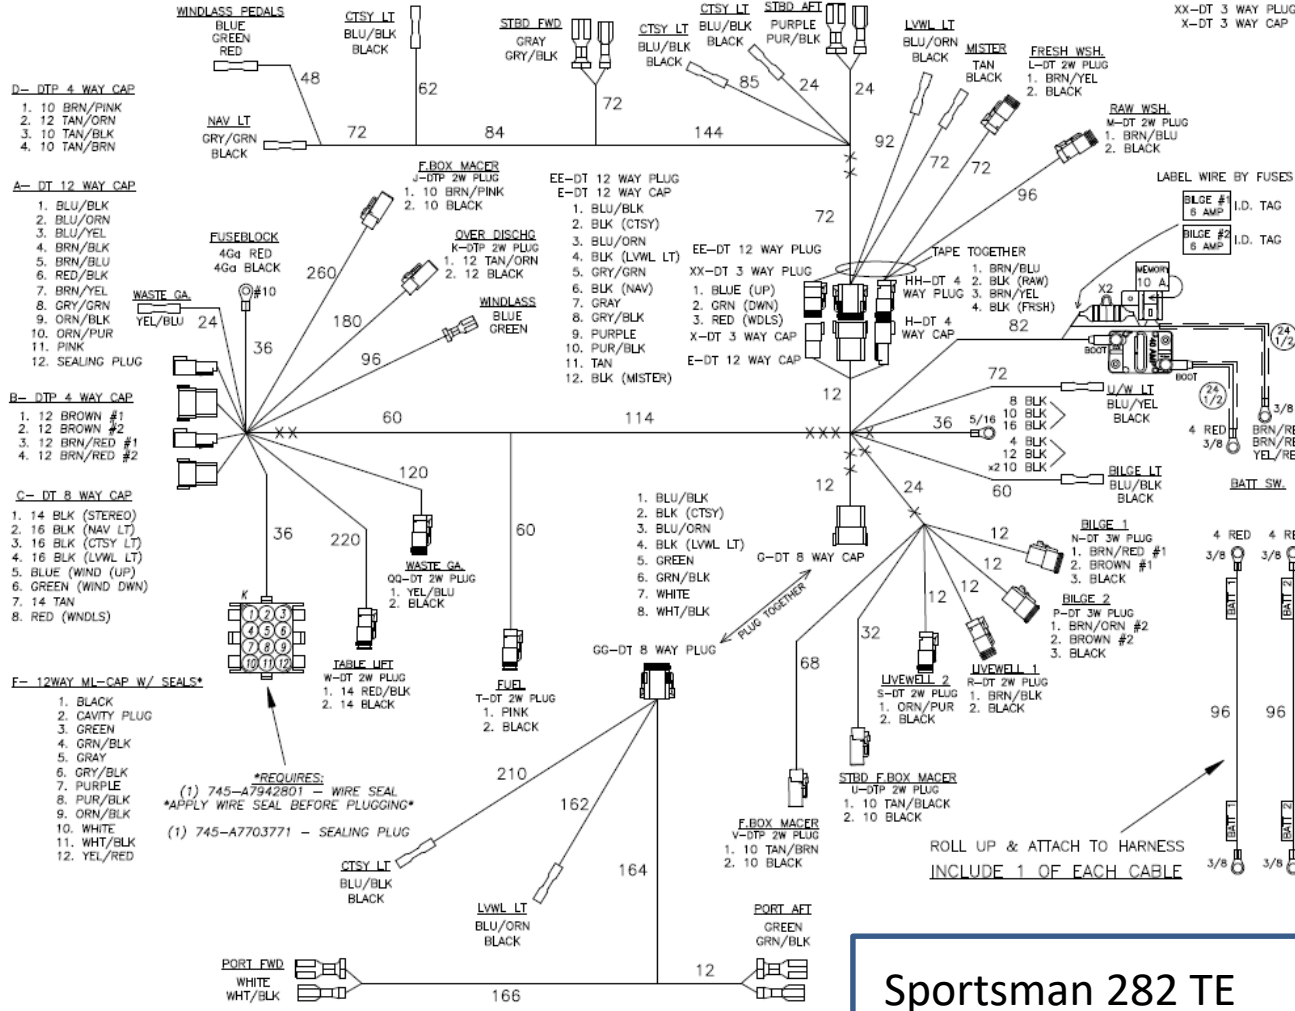 WINDLASS PEDALS
BLUE
GREEN
RED
48
CTSY LT
BLU/BLK
BLACK
62
STBD FWD
GRAY
GRY/BLK
72
CTSY LT
BLU/BLK
BLACK
85
CTSY LT
BLU/BLK
BLACK
24
STBD AFT
PURPLE
PUR/BLK
24
LVWL LT
BLU/ORN
BLACK
92
MISTER
TAN
BLACK
72
FRESH WSH.
L-DT 2W PLUG
1. BRN/YEL
2. BLACK
72
RAW WSH.
M-DT 2W PLUG
1. BRN/BLU
2. BLACK
96
XX-DT 3 WAY PLUG
X-DT 3 WAY CAP
NAV LT
GRY/GRN
BLACK
72
84
144
D- DTP 4 WAY CAP
1. 10 BRN/PINK
2. 12 TAN/ORN
3. 10 TAN/BLK
4. 10 TAN/BRN
A- DT 12 WAY CAP
1. BLU/BLK
2. BLU/ORN
3. BLU/YEL
4. BRN/BLK
5. BRN/BLU
6. RED/BLK
7. BRN/YEL
8. GRY/GRN
9. ORN/BLK
10. ORN/PUR
11. PINK
12. SEALING PLUG
B- DTP 4 WAY CAP
1. 12 BROWN #1
2. 12 BROWN #2
3. 12 BRN/RED #1
4. 12 BRN/RED #2
C- DT 8 WAY CAP
1. 14 BLK (STEREO)
2. 16 BLK (NAV LT)
3. 16 BLK (CTSY LT)
4. 16 BLK (LVWL LT)
5. BLUE (WIND (UP)
6. GREEN (WIND DWN)
7. 14 TAN
8. RED (WNDLS)
F- 12WAY ML-CAP W/ SEALS*
1. BLACK
2. CAVITY PLUG
3. GREEN
4. GRN/BLK
5. GRAY
6. GRY/BLK
7. PURPLE
8. PUR/BLK
9. ORN/BLK
10. WHITE
11. WHT/BLK
12. YEL/RED
FUSEBLOCK
4Ga RED
4Ga BLACK
#10
36
WASTE GA.
YEL/BLU
24
F.BOX MACER
J-DTP 2W PLUG
1. 10 BRN/PINK
2. 10 BLACK
260
OVER DISCHG
K-DTP 2W PLUG
1. 12 TAN/ORN
2. 12 BLACK
180
WINDLASS
BLUE
GREEN
96
EE-DT 12 WAY PLUG
E-DT 12 WAY CAP
1. BLU/BLK
2. BLK (CTSY)
3. BLU/ORN
4. BLK (LVWL LT)
5. GRY/GRN
6. BLK (NAV)
7. GRAY
8. GRY/BLK
9. PURPLE
10. PUR/BLK
11. TAN
12. BLK (MISTER)
72
EE-DT 12 WAY PLUG
XX-DT 3 WAY PLUG
1. BLUE (UP)
2. GRN (DWN)
3. RED (WDLS)
X-DT 3 WAY CAP
E-DT 12 WAY CAP
TAPE TOGETHER
HH-DT 4
WAY PLUG
1. BRN/BLU
2. BLK (RAW)
3. BRN/YEL
4. BLK (FRSH)
H-DT 4
WAY CAP
12
LABEL WIRE BY FUSES
BILGE #1
6 AMP
I.D. TAG
BILGE #2
6 AMP
I.D. TAG
MEMORY
10 A.
X2
82
BOOT
40 AMP
BOOT
24
1/2
24
1/2
4 RED
3/8
3/8
BRN/RE
BRN/RE
YEL/RE
72
U/W LT
BLU/YEL
BLACK
60
114
36
5/16
8 BLK
10 BLK
16 BLK
4 BLK
12 BLK
x2 10 BLK
BILGE LT
BLU/BLK
BLACK
60
BATT SW.
4 RED
3/8
4 RE
3/8
BATT 1
BATT 2
96
96
BATT 1
BATT 2
3/8
3/8
36
K
1 2 3
4 5 6
7 8 9
10 11 12
*REQUIRES:
(1) 745-A7942801 - WIRE SEAL
*APPLY WIRE SEAL BEFORE PLUGGING*
(1) 745-A7703771 - SEALING PLUG
220
TABLE LIFT
W-DT 2W PLUG
1. 14 RED/BLK
2. 14 BLACK
120
WASTE GA.
QQ-DT 2W PLUG
1. YEL/BLU
2. BLACK
60
FUEL
T-DT 2W PLUG
1. PINK
2. BLACK
12
G-DT 8 WAY CAP
1. BLU/BLK
2. BLK (CTSY)
3. BLU/ORN
4. BLK (LVWL LT)
5. GREEN
6. GRN/BLK
7. WHITE
8. WHT/BLK
PLUG TOGETHER
GG-DT 8 WAY PLUG
24
12
BILGE 1
N-DT 3W PLUG
1. BRN/RED #1
2. BROWN #1
3. BLACK
12
BILGE 2
P-DT 3W PLUG
1. BRN/ORN #2
2. BROWN #2
3. BLACK
12
LIVEWELL 1
R-DT 2W PLUG
1. BRN/BLK
2. BLACK
12
LIVEWELL 2
S-DT 2W PLUG
1. ORN/PUR
2. BLACK
32
STBD F.BOX MACER
U-DTP 2W PLUG
1. 10 TAN/BLACK
2. 10 BLACK
68
F.BOX MACER
V-DTP 2W PLUG
1. 10 TAN/BRN
2. 10 BLACK
210
CTSY LT
BLU/BLK
BLACK
162
LVWL LT
BLU/ORN
BLACK
164
PORT FWD
WHITE
WHT/BLK
166
12
PORT AFT
GREEN
GRN/BLK
ROLL UP & ATTACH TO HARNESS
INCLUDE 1 OF EACH CABLE
Sportsman 282 TE